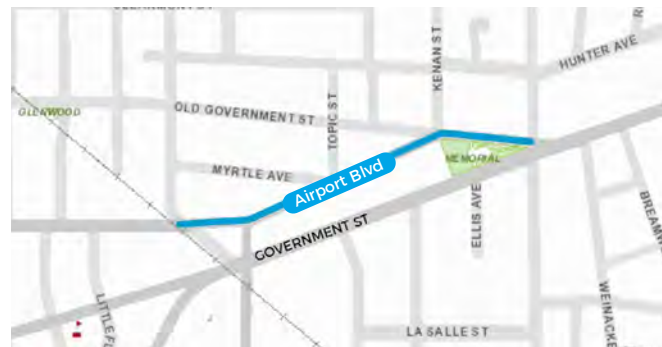 HUNTER AVE
KENAN ST
GLENWOOD
OLD GOVERNMENT ST
TOPIC ST
MEMORIAL
MYRTLE AVE
Airport Blvd
ELLIS AVE
GOVERNMENT ST
LA SALLE ST